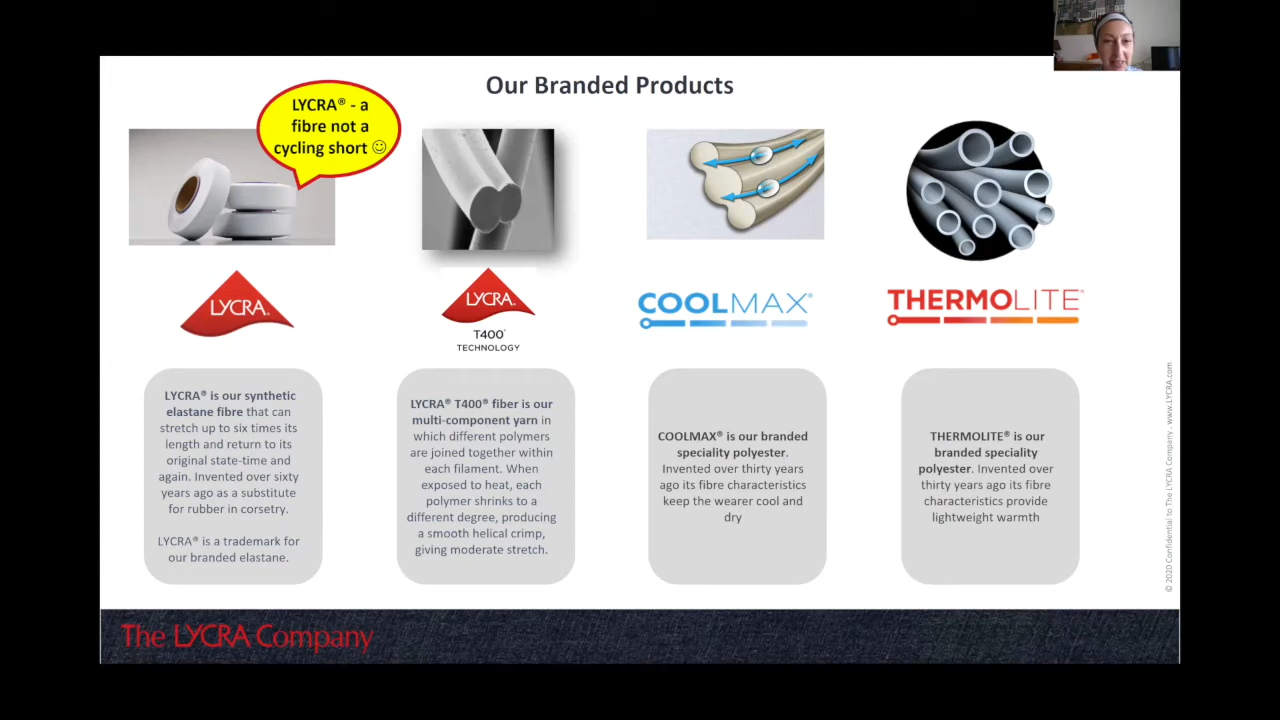 Our Branded Products
LYCRA® - a
fibre not a
cycling short ☺
LYCRA®
LYCRA®
T400®
TECHNOLOGY
COOLMAX®
THERMOLITE®
LYCRA® is our synthetic
elastane fibre that can
stretch up to six times its
length and return to its
original state-time and
again. Invented over sixty
years ago as a substitute
for rubber in corsetry.
LYCRA® is a trademark for
our branded elastane.
LYCRA® T400® fiber is our
multi-component yarn in
which different polymers
are joined together within
each filament. When
exposed to heat, each
polymer shrinks to a
different degree, producing
a smooth helical crimp,
giving moderate stretch.
COOLMAX® is our branded
speciality polyester.
Invented over thirty years
ago its fibre characteristics
keep the wearer cool and
dry
THERMOLITE® is our
branded speciality
polyester. Invented over
thirty years ago its fibre
characteristics provide
lightweight warmth
© 2020 Confidential to The LYCRA Company - www.LYCRA.com
The LYCRA Company